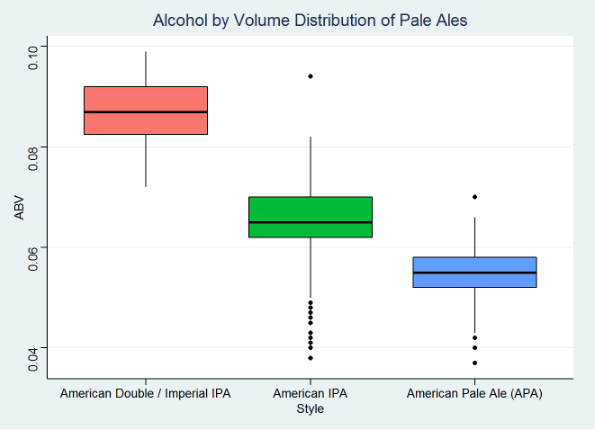 Alcohol by Volume Distribution of Pale Ales
0.10
0.08
0.06
0.04
ABV
American Double / Imperial IPA
American IPA
American Pale Ale (APA)
Style